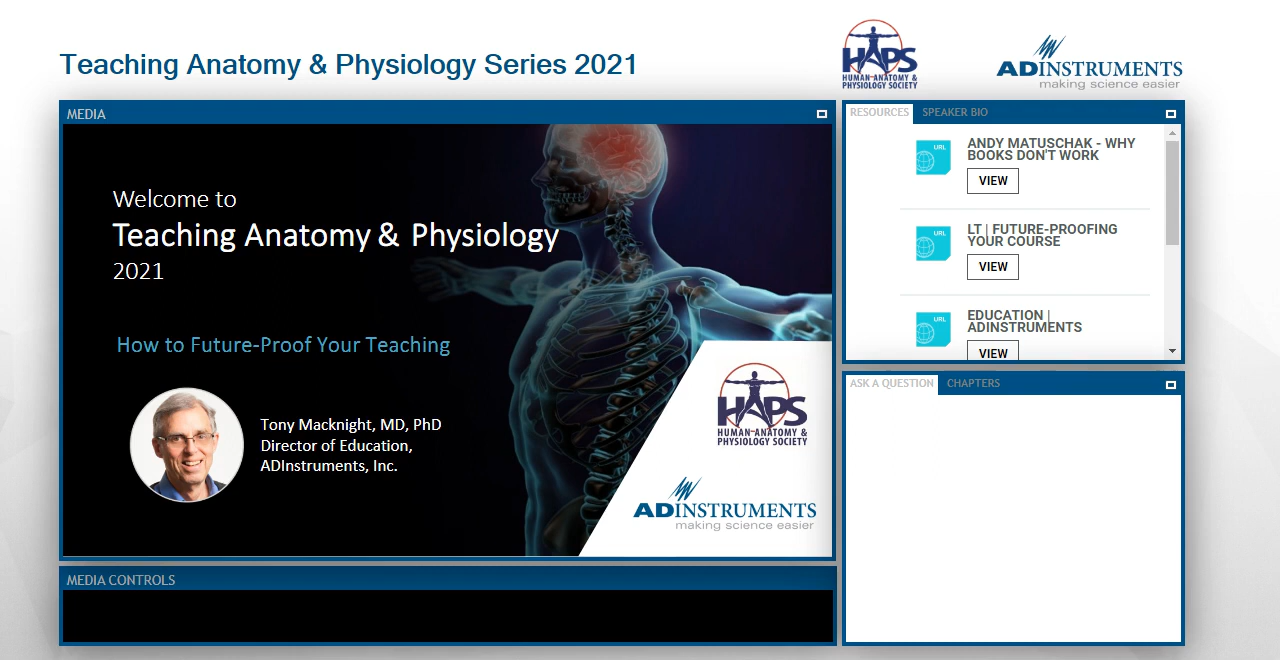 Teaching Anatomy & Physiology Series 2021
HAPS
HUMAN ANATOMY &
PHYSIOLOGY SOCIETY
ADINSTRUMENTS
making science easier
MEDIA
Welcome to
Teaching Anatomy & Physiology
2021
How to Future-Proof Your Teaching
Tony Macknight, MD, PhD
Director of Education,
ADInstruments, Inc.
HAPS
HUMAN ANATOMY &
PHYSIOLOGY SOCIETY
ADINSTRUMENTS
making science easier
MEDIA CONTROLS
RESOURCES SPEAKER BIO
URL
ANDY MATUSCHAK - WHY
BOOKS DON'T WORK
VIEW
URL
LT | FUTURE-PROOFING
YOUR COURSE
VIEW
URL
EDUCATION |
ADINSTRUMENTS
VIEW
ASK A QUESTION CHAPTERS